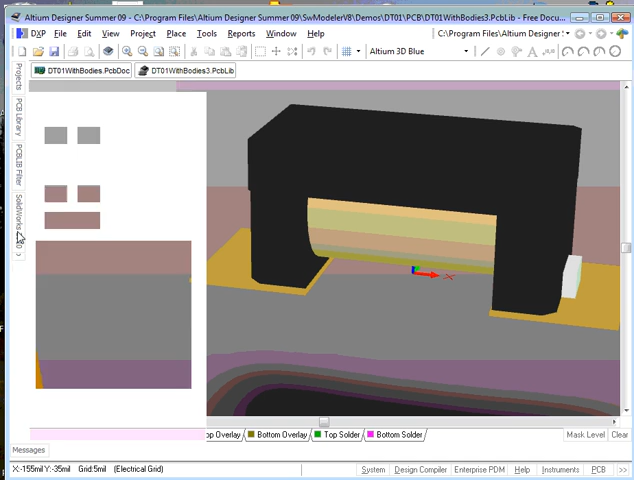 Altium Designer Summer 09 - C:\Program Files\Altium Designer Summer 09\SwModelerV8\Demos\DT01\PCB\DT01WithBodies3.PcbLib - Free Docu...
DXP File Edit View Project Place Tools Reports Window Help C:\Program Files\Altium Designer S
Altium 3D Blue
DT01WithBodies.PcbDoc DT01WithBodies3.PcbLib
Projects
PCB Library
PCBLIB Filter
SolidWorks
X
op Overlay Bottom Overlay Top Solder Bottom Solder Mask Level Clear
Messages
X:-155mil Y:-35mil Grid:5mil (Electrical Grid) System Design Compiler Enterprise PDM Help Instruments PCB >>